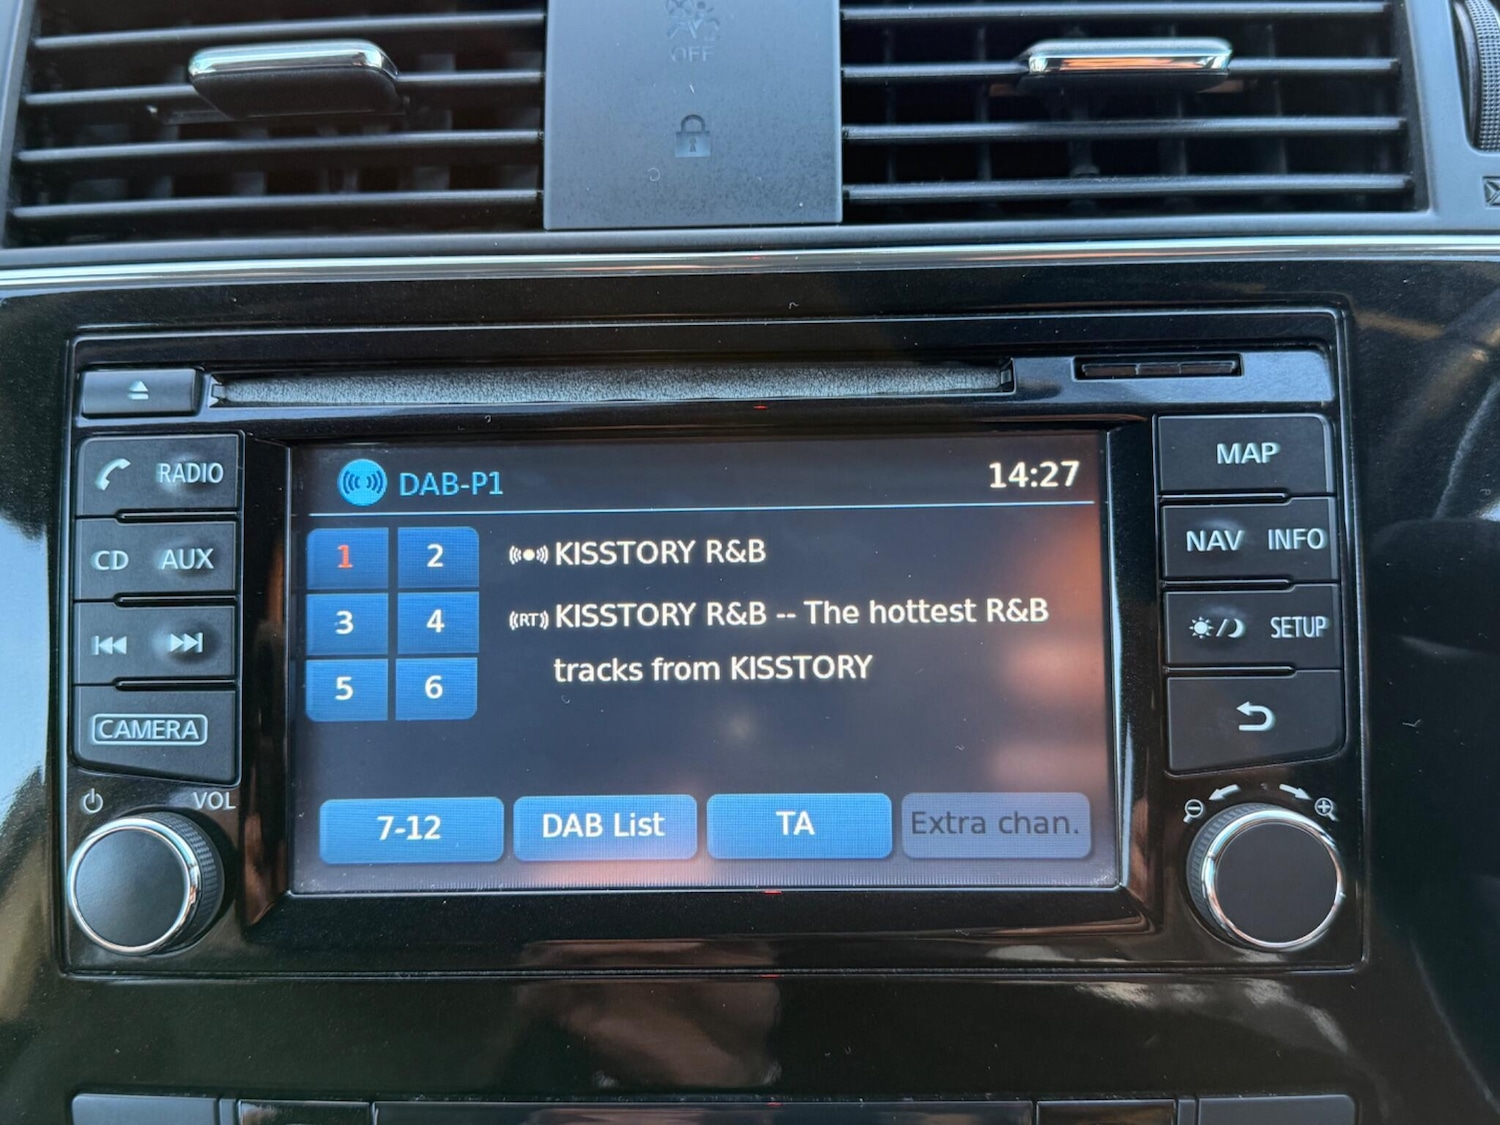 OFF
RADIO
CD AUX
CAMERA
VOL
DAB-P1 14:27
1 2
3 4
5 6
KISSTORY R&B
RT KISSTORY R&B -- The hottest R&B
tracks from KISSTORY
7-12 DAB List TA Extra chan.
MAP
NAV INFO
SETUP